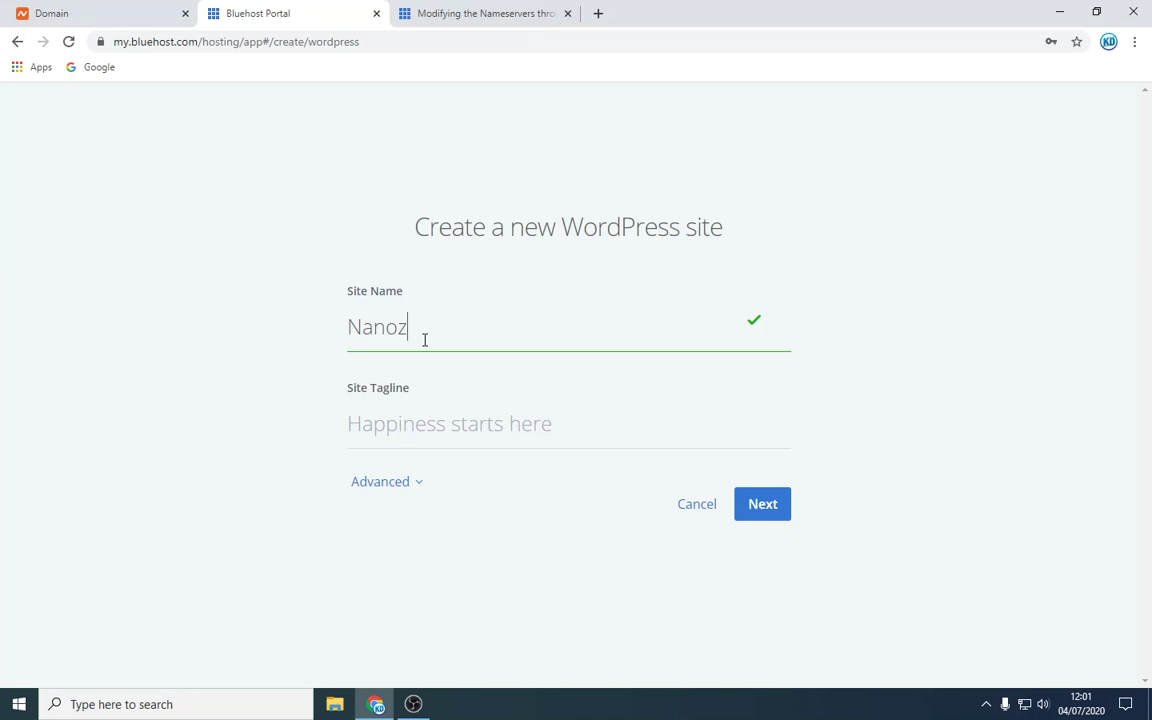 Domain
Bluehost Portal
Modifying the Nameservers thro
my.bluehost.com/hosting/app#/create/wordpress
KD
Apps
Google
Create a new WordPress site
Site Name
Nanoz
Site Tagline
Happiness starts here
Advanced
Cancel
Next
Type here to search
12:01
04/07/2020